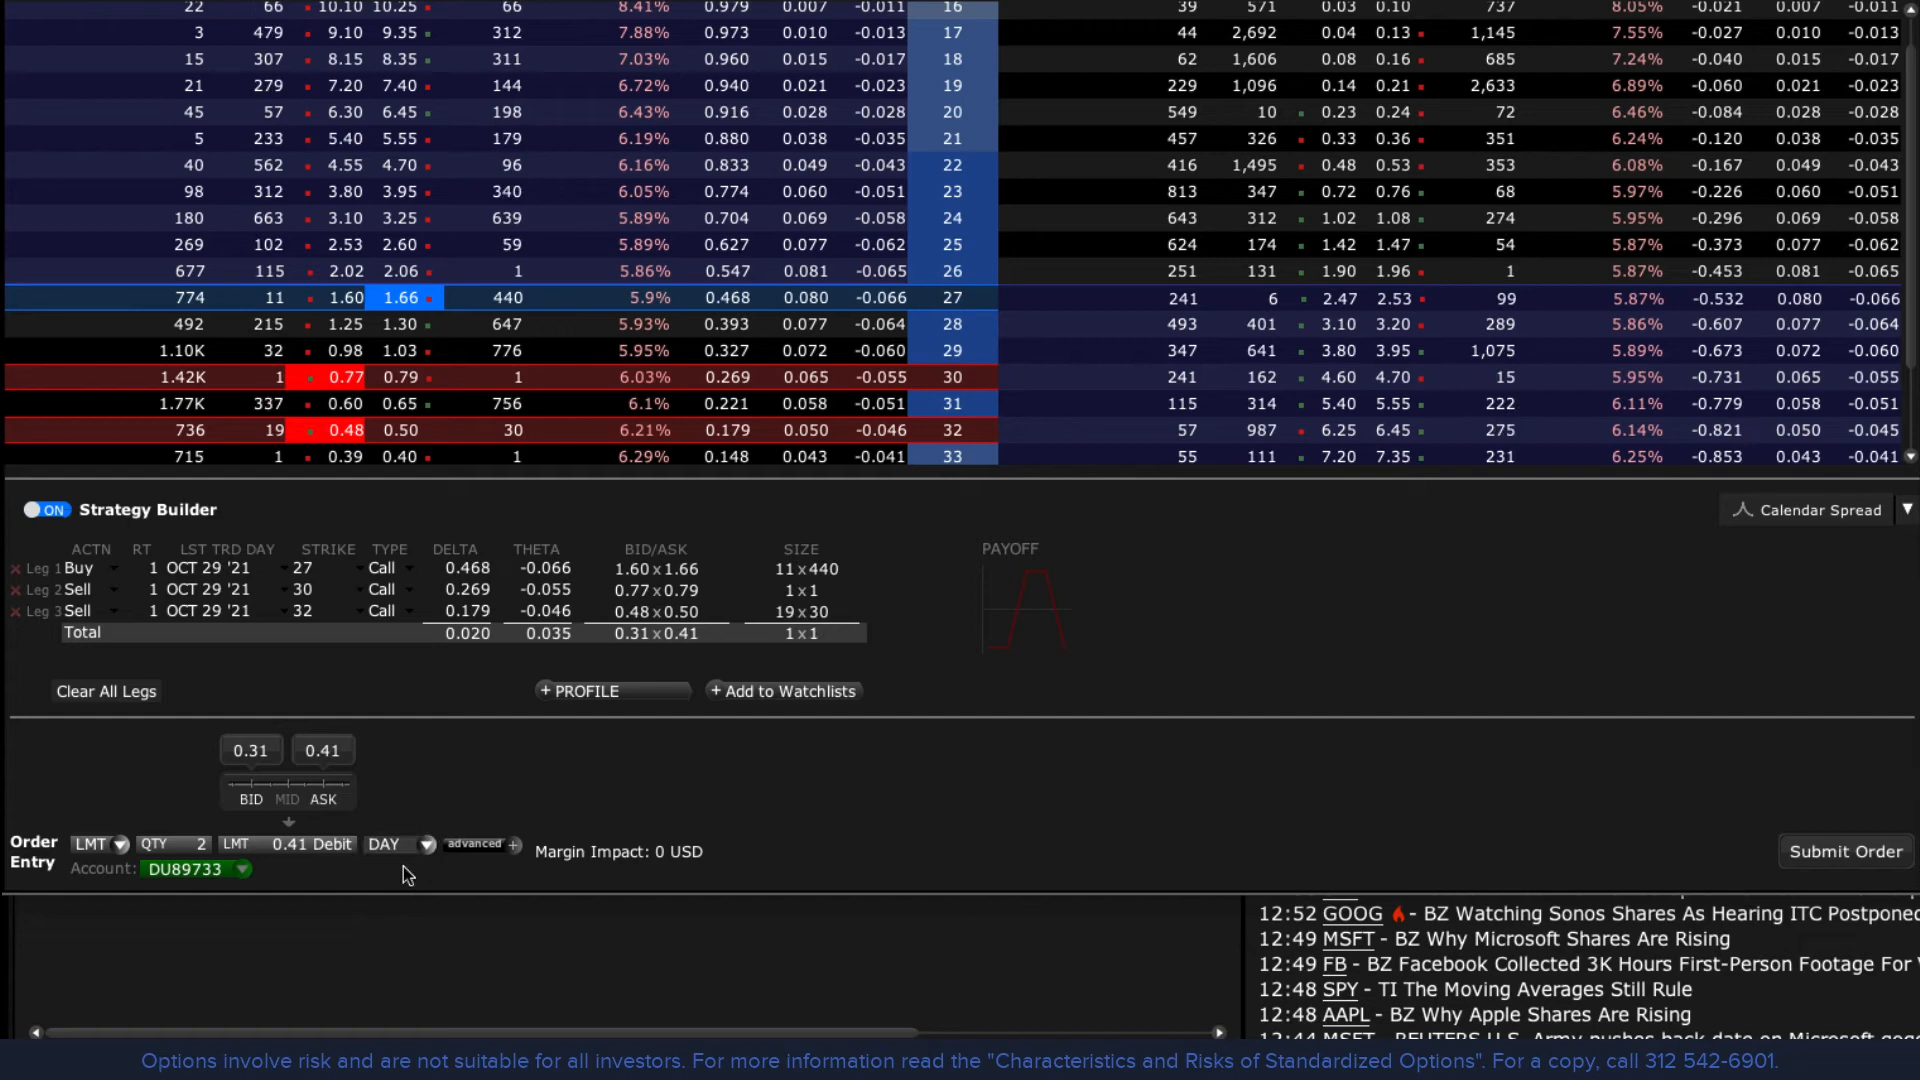 22 66 10.10 10.25 66 8.41% 0.979 0.007 -0.011 16 39 571 0.03 0.10 737 8.05% -0.021 0.007 -0.011
3 479 9.10 9.35 312 7.88% 0.973 0.010 -0.013 17 44 2,692 0.04 0.13 1,145 7.55% -0.027 0.010 -0.013
15 307 8.15 8.35 311 7.03% 0.960 0.015 -0.017 18 62 1,606 0.08 0.16 685 7.24% -0.040 0.015 -0.017
21 279 7.20 7.40 144 6.72% 0.940 0.021 -0.023 19 229 1,096 0.14 0.21 2,633 6.89% -0.060 0.021 -0.023
45 57 6.30 6.45 198 6.43% 0.916 0.028 -0.028 20 549 10 0.23 0.24 72 6.46% -0.084 0.028 -0.028
5 233 5.40 5.55 179 6.19% 0.880 0.038 -0.035 21 457 326 0.33 0.36 351 6.24% -0.120 0.038 -0.035
40 562 4.55 4.70 96 6.16% 0.833 0.049 -0.043 22 416 1,495 0.48 0.53 353 6.08% -0.167 0.049 -0.043
98 312 3.80 3.95 340 6.05% 0.774 0.060 -0.051 23 813 347 0.72 0.76 68 5.97% -0.226 0.060 -0.051
180 663 3.10 3.25 639 5.89% 0.704 0.069 -0.058 24 643 312 1.02 1.08 274 5.95% -0.296 0.069 -0.058
269 102 2.53 2.60 59 5.89% 0.627 0.077 -0.062 25 624 174 1.42 1.47 54 5.87% -0.373 0.077 -0.062
677 115 2.02 2.06 1 5.86% 0.547 0.081 -0.065 26 251 131 1.90 1.96 1 5.87% -0.453 0.081 -0.065
774 11 1.60 1.66 440 5.9% 0.468 0.080 -0.066 27 241 6 2.47 2.53 99 5.87% -0.532 0.080 -0.066
492 215 1.25 1.30 647 5.93% 0.393 0.077 -0.064 28 493 401 3.10 3.20 289 5.86% -0.607 0.077 -0.064
1.10K 32 0.98 1.03 776 5.95% 0.327 0.072 -0.060 29 347 641 3.80 3.95 1,075 5.89% -0.673 0.072 -0.060
1.42K 1 0.77 0.79 1 6.03% 0.269 0.065 -0.055 30 241 162 4.60 4.70 15 5.95% -0.731 0.065 -0.055
1.77K 337 0.60 0.65 756 6.1% 0.221 0.058 -0.051 31 115 314 5.40 5.55 222 6.11% -0.779 0.058 -0.051
736 19 0.48 0.50 30 6.21% 0.179 0.050 -0.046 32 57 987 6.25 6.45 275 6.14% -0.821 0.050 -0.045
715 1 0.39 0.40 1 6.29% 0.148 0.043 -0.041 33 55 111 7.20 7.35 231 6.25% -0.853 0.043 -0.041
ON Strategy Builder Calendar Spread
ACTN RT LST TRD DAY STRIKE TYPE DELTA THETA BID/ASK SIZE PAYOFF
Leg 1 Buy 1 OCT 29 '21 27 Call 0.468 -0.066 1.60 x 1.66 11 x 440
Leg 2 Sell 1 OCT 29 '21 30 Call 0.269 -0.055 0.77 x 0.79 1 x 1
Leg 3 Sell 1 OCT 29 '21 32 Call 0.179 -0.046 0.48 x 0.50 19 x 30
Total 0.020 0.035 0.31 x 0.41 1 x 1
Clear All Legs + PROFILE + Add to Watchlists
0.31 0.41
BID MID ASK
Order Entry LMT QTY 2 LMT 0.41 Debit DAY advanced + Margin Impact: 0 USD Submit Order
Account: DU89733
12:52 GOOG - BZ Watching Sonos Shares As Hearing ITC Postponed
12:49 MSFT - BZ Why Microsoft Shares Are Rising
12:49 FB - BZ Facebook Collected 3K Hours First-Person Footage For
12:48 SPY - TI The Moving Averages Still Rule
12:48 AAPL - BZ Why Apple Shares Are Rising
12:44 MSFT - REUTERS U.S. Army pushes back date on Microsoft
Options involve risk and are not suitable for all investors. For more information read the "Characteristics and Risks of Standardized Options". For a copy, call 312 542-6901.